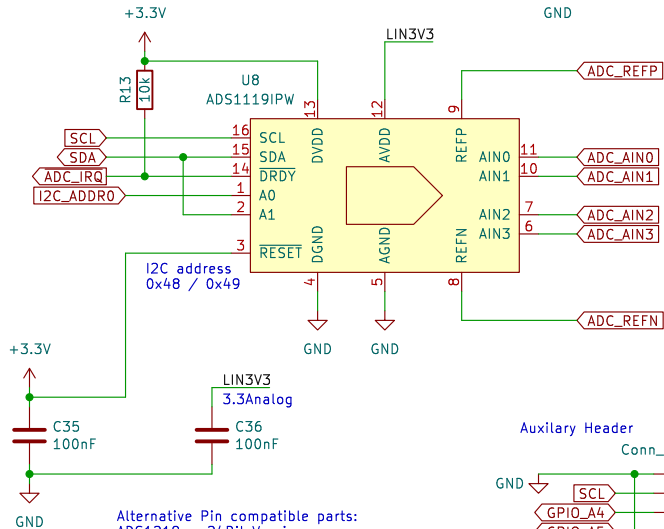 +3.3V
GND
LIN3V3
R13
10k
U8
ADS1119IPW
13
12
9
ADC_REFP
SCL
16
SCL
DVDD
AVDD
REFP
AIN0
11
ADC_AIN0
SDA
15
SDA
ADC_IRQ
14
DRDY
AIN1
10
ADC_AIN1
I2C_ADDR0
1
A0
2
A1
AIN2
7
ADC_AIN2
AIN3
6
ADC_AIN3
3
RESET
DGND
AGND
REFN
I2C address
0x48 / 0x49
4
5
8
ADC_REFN
GND
GND
+3.3V
LIN3V3
3.3Analog
C35
100nF
C36
100nF
Auxilary Header
Conn_
GND
SCL
GPIO_A4
GND
Alternative Pin compatible parts: